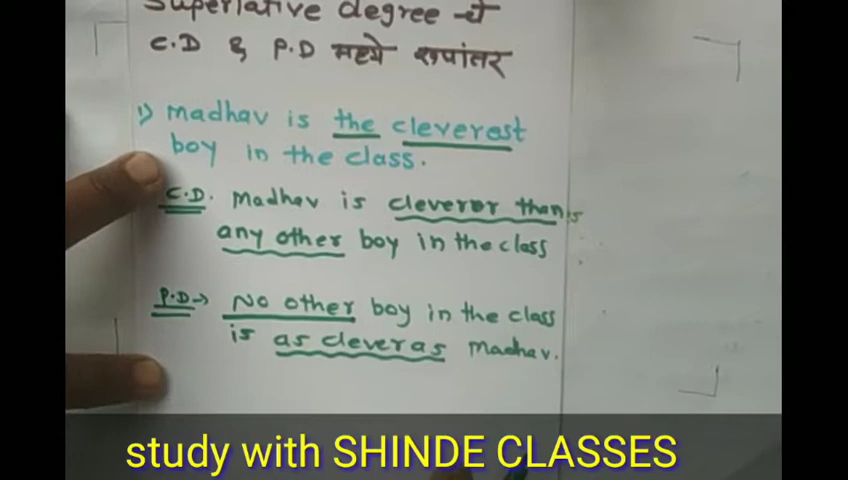 Superlative degree चे
C.D & P.D मध्ये रुपांतर
1) Madhav is the cleverest
boy in the class.
C.D. Madhav is cleverer than
any other boy in the class
P.D→ No other boy in the class
is as clever as Madhav.
study with SHINDE CLASSES